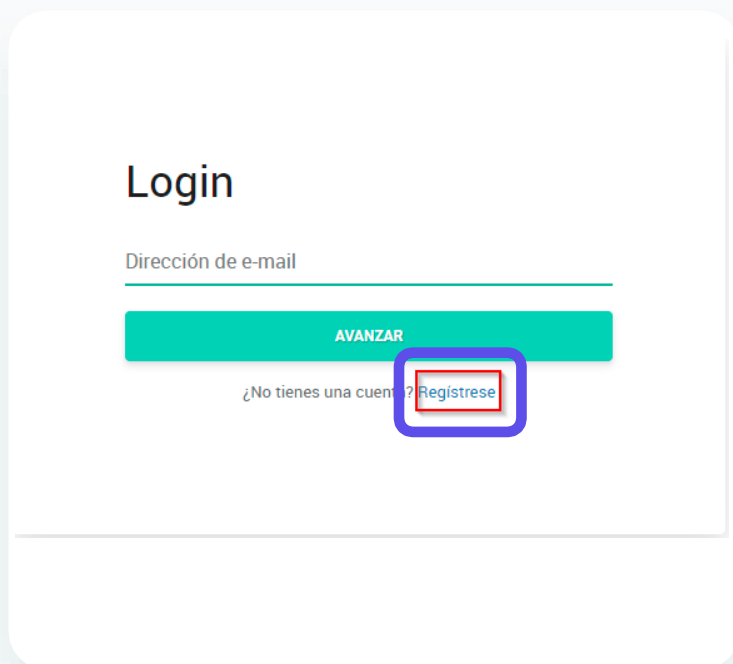 Login
Dirección de e-mail
AVANZAR
¿No tienes una cuenta? Regístrese